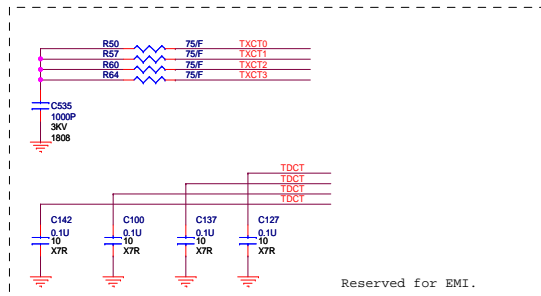 R50 75/F TXCT0
R57 75/F TXCT1
R60 75/F TXCT2
R64 75/F TXCT3
C535
1000P
3KV
1808
TDCT
TDCT
TDCT
TDCT
C142 C100 C137 C127
0.1U 0.1U 0.1U 0.1U
10 10 10 10
X7R X7R X7R X7R
Reserved for EMI.